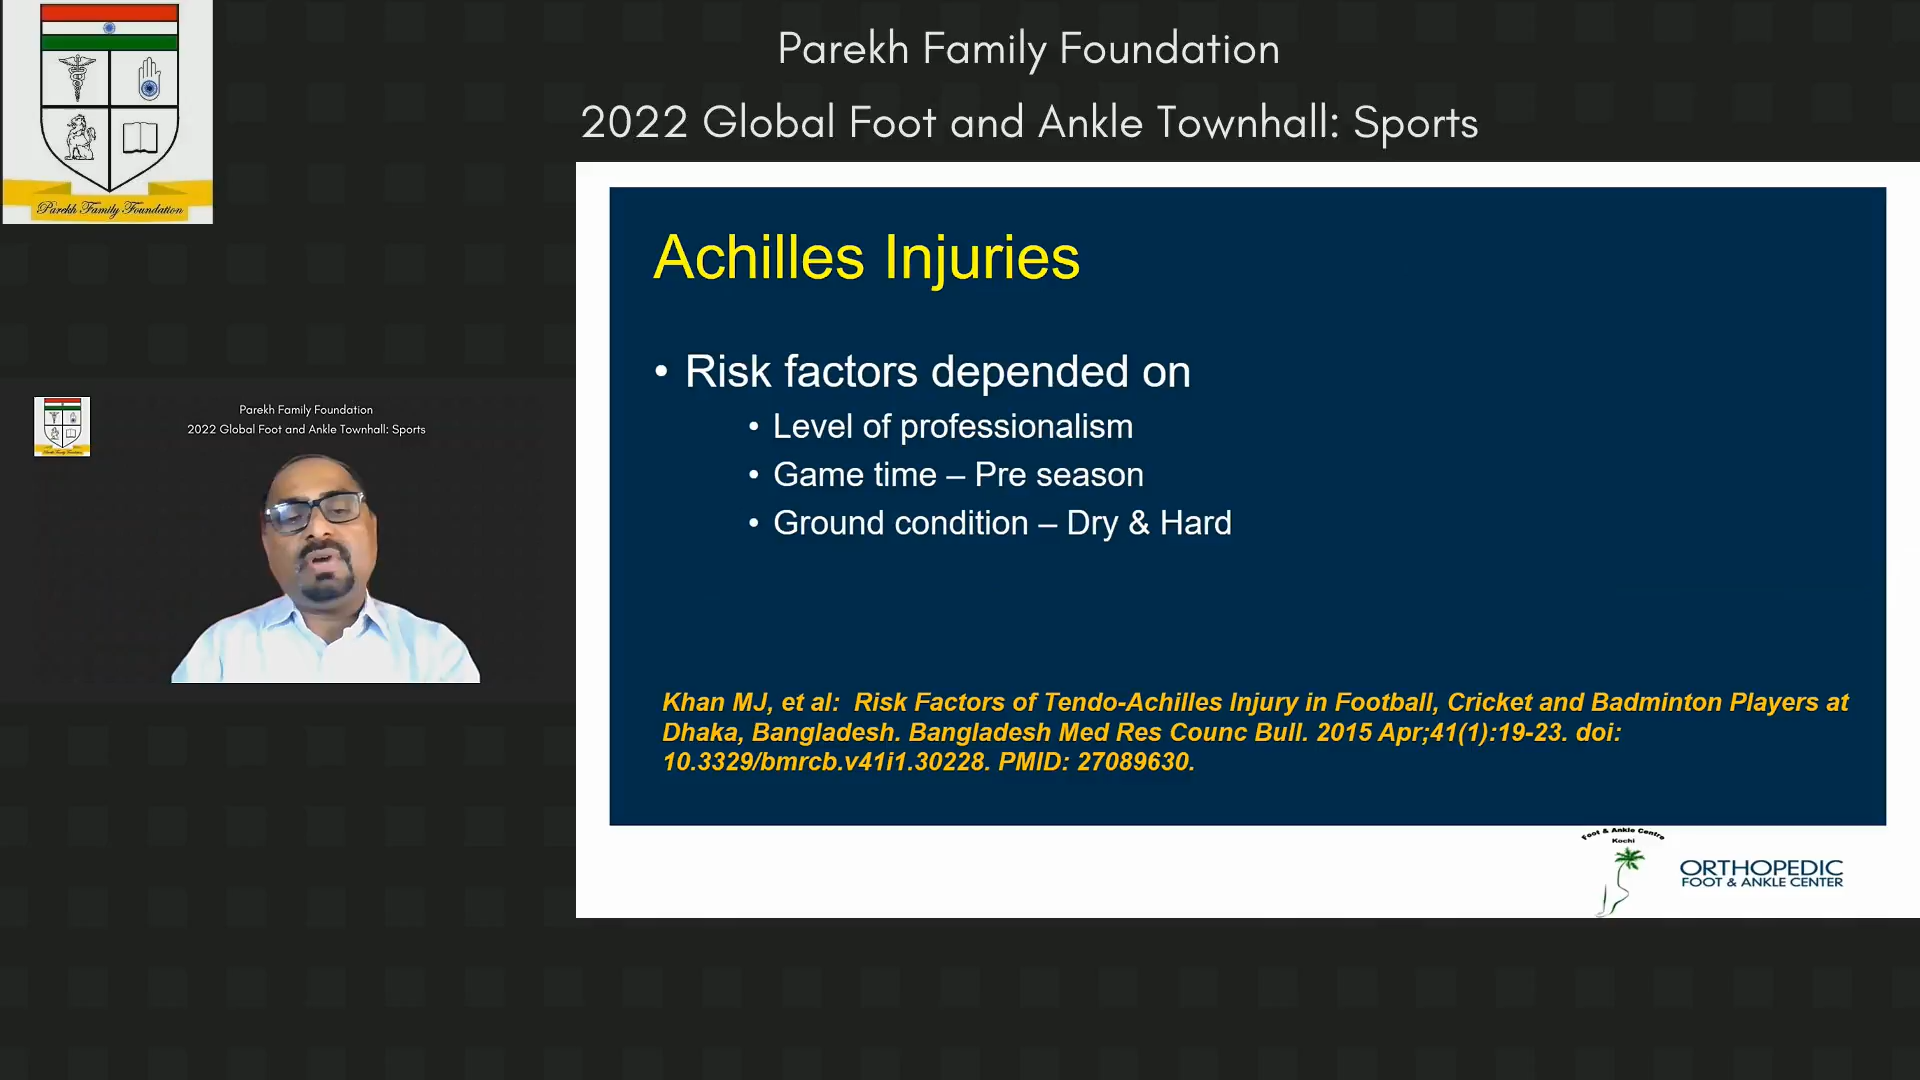 Parekh Family Foundation
2022 Global Foot and Ankle Townhall: Sports
Parekh Family Foundation
Achilles Injuries
• Risk factors depended on
• Level of professionalism
• Game time – Pre season
• Ground condition – Dry & Hard
Khan MJ, et al: Risk Factors of Tendo-Achilles Injury in Football, Cricket and Badminton Players at
Dhaka, Bangladesh. Bangladesh Med Res Counc Bull. 2015 Apr;41(1):19-23. doi:
10.3329/bmrcb.v41i1.30228. PMID: 27089630.
Parekh Family Foundation
2022 Global Foot and Ankle Townhall: Sports
Foot & Ankle Centre
Kochi
ORTHOPEDIC
FOOT & ANKLE CENTER